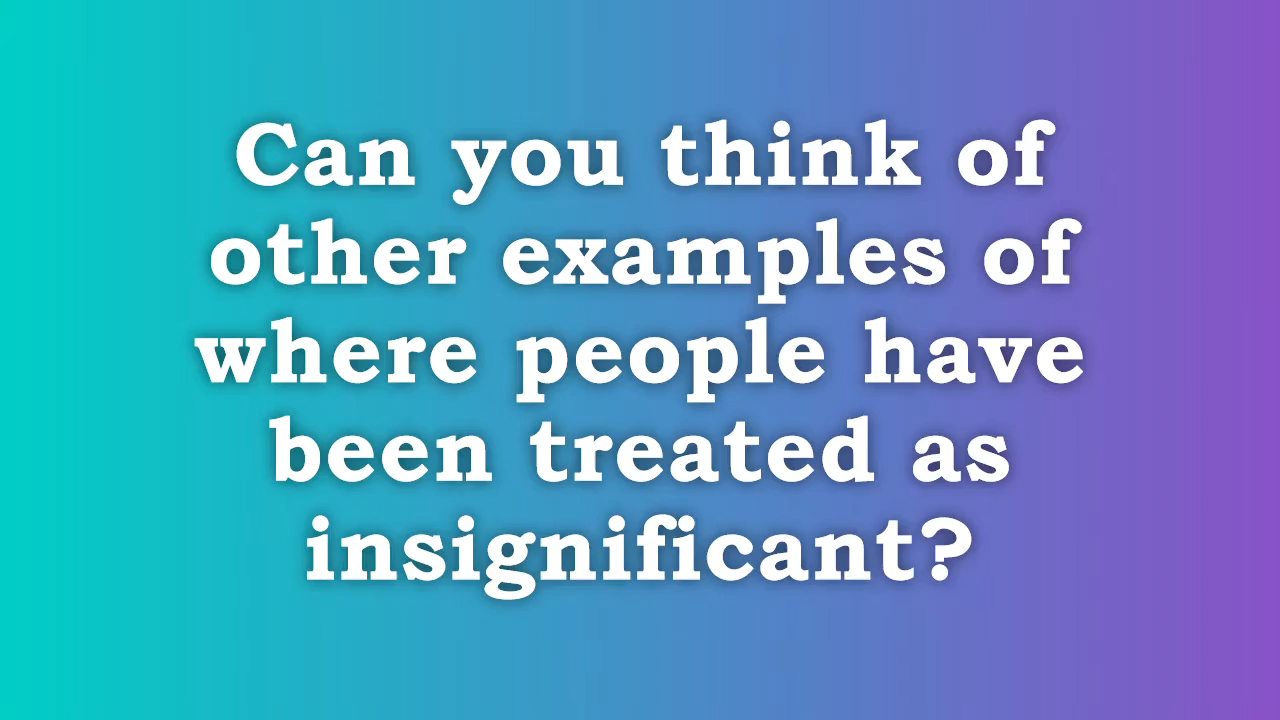 Can you think of
other examples of
where people have
been treated as
insignificant?